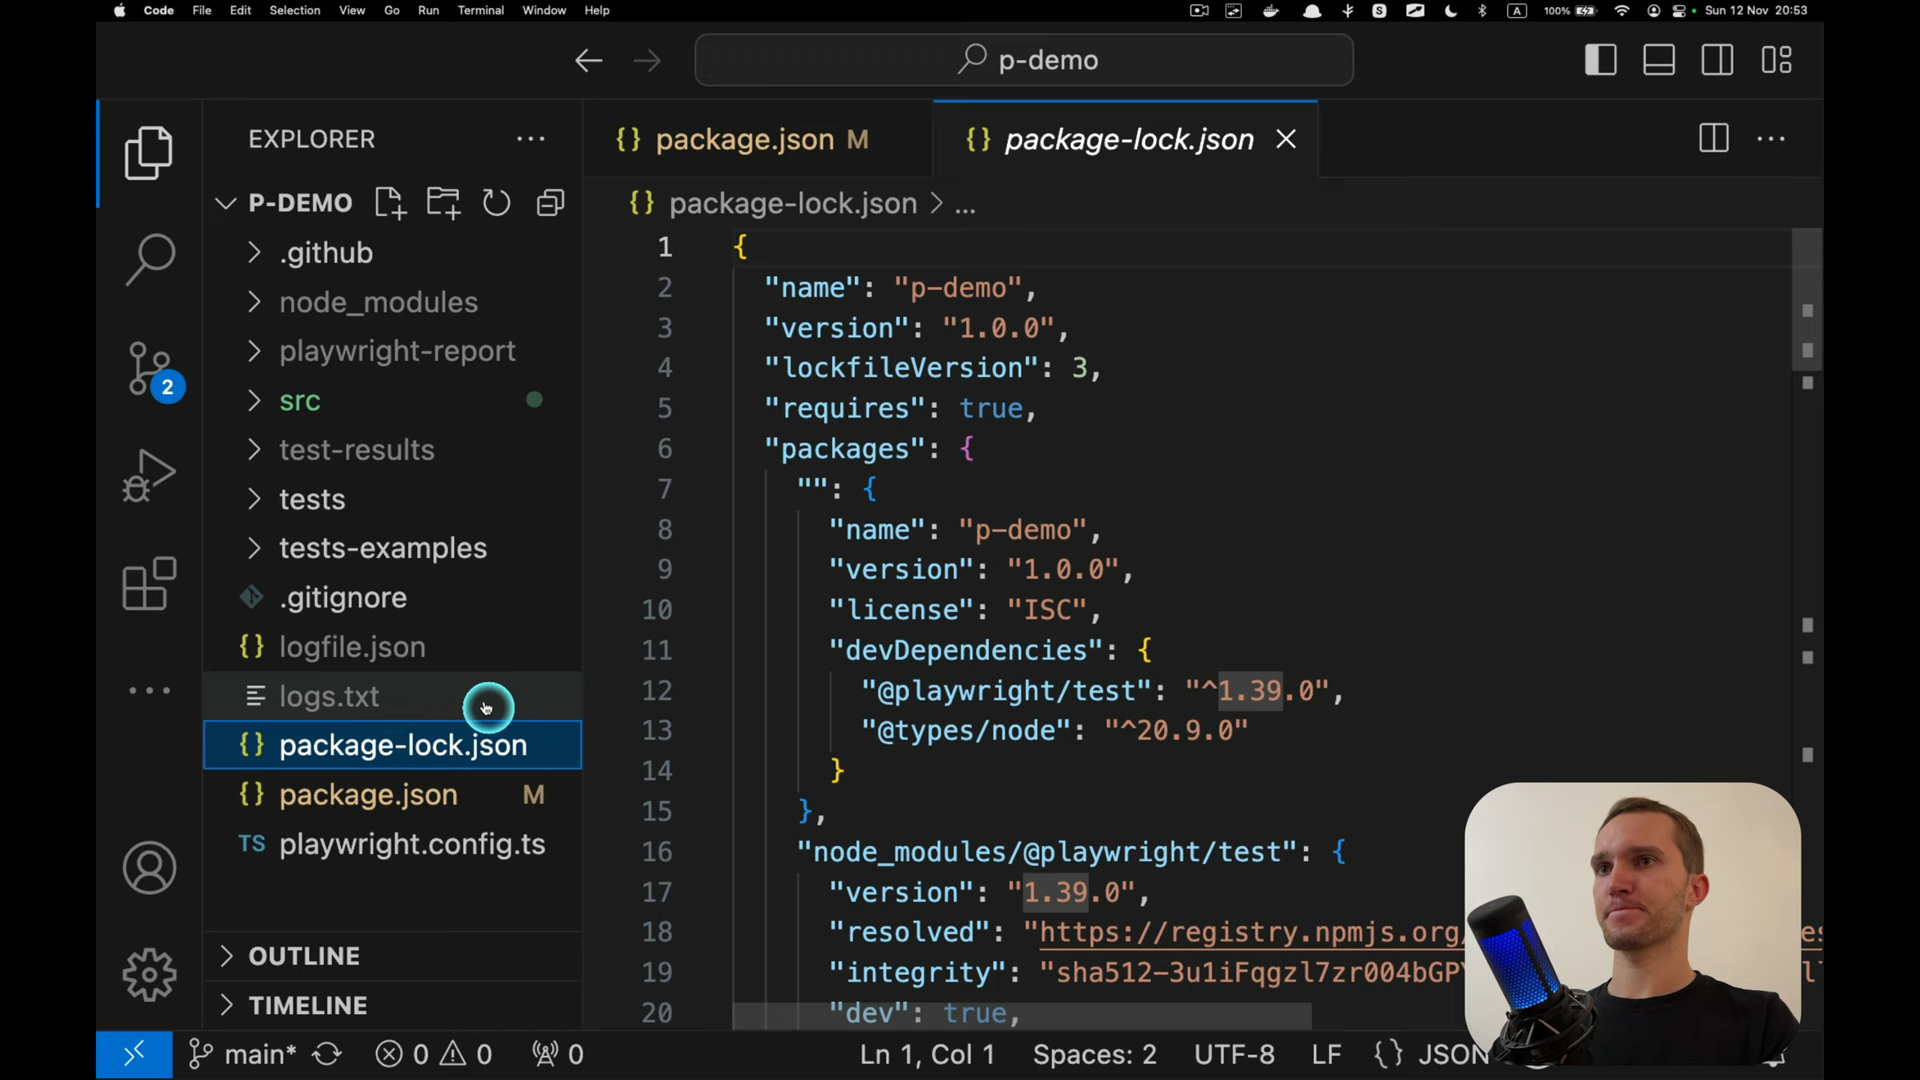 Code File Edit Selection View Go Run Terminal Window Help
A 100% Sun 12 Nov 20:53
p-demo
EXPLORER
P-DEMO
.github
node_modules
playwright-report
src
test-results
tests
tests-examples
.gitignore
{} logfile.json
logs.txt
{} package-lock.json
{} package.json M
TS playwright.config.ts
OUTLINE
TIMELINE
2
{} package.json M
{} package-lock.json
{} package-lock.json > ...
1 {
2 "name": "p-demo",
3 "version": "1.0.0",
4 "lockfileVersion": 3,
5 "requires": true,
6 "packages": {
7 "": {
8 "name": "p-demo",
9 "version": "1.0.0",
10 "license": "ISC",
11 "devDependencies": {
12 "@playwright/test": "^1.39.0",
13 "@types/node": "^20.9.0"
14 }
15 },
16 "node_modules/@playwright/test": {
17 "version": "1.39.0",
18 "resolved": "https://registry.npmjs.org/
19 "integrity": "sha512-3u1iFqgzl7zr004bGP
20 "dev": true,
main* 0 0 0
Ln 1, Col 1 Spaces: 2 UTF-8 LF {} JSON